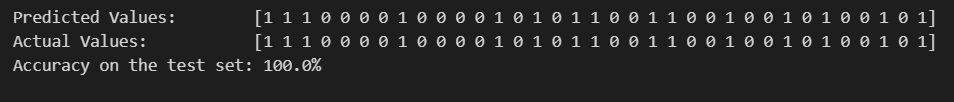 Predicted Values: [1 1 1 0 0 0 0 1 0 0 0 0 1 0 1 0 1 1 0 0 1 1 0 0 1 0 0 1 0 1 0 0 1 0 1]
Actual Values: [1 1 1 0 0 0 0 1 0 0 0 0 1 0 1 0 1 1 0 0 1 1 0 0 1 0 0 1 0 1 0 0 1 0 1]
Accuracy on the test set: 100.0%